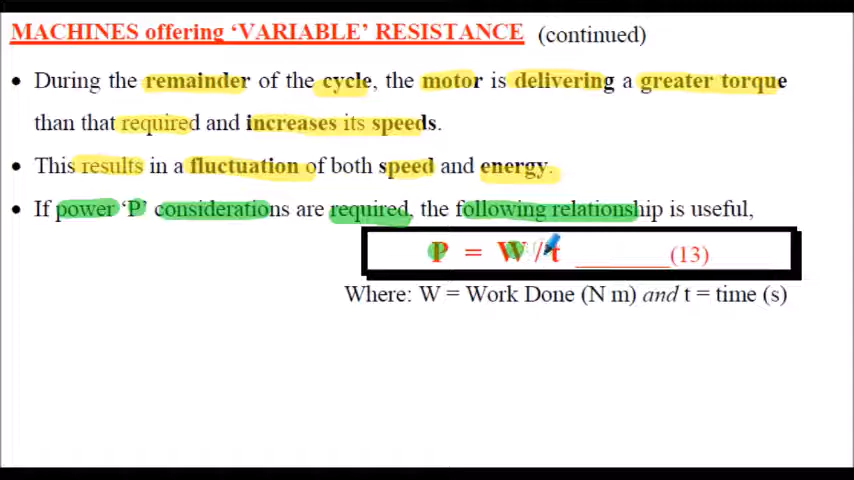 MACHINES offering ‘VARIABLE’ RESISTANCE (continued)
• During the remainder of the cycle, the motor is delivering a greater torque
than that required and increases its speeds.
• This results in a fluctuation of both speed and energy.
• If power ‘P’ considerations are required, the following relationship is useful,
P = W / t ________(13)
Where: W = Work Done (N m) and t = time (s)